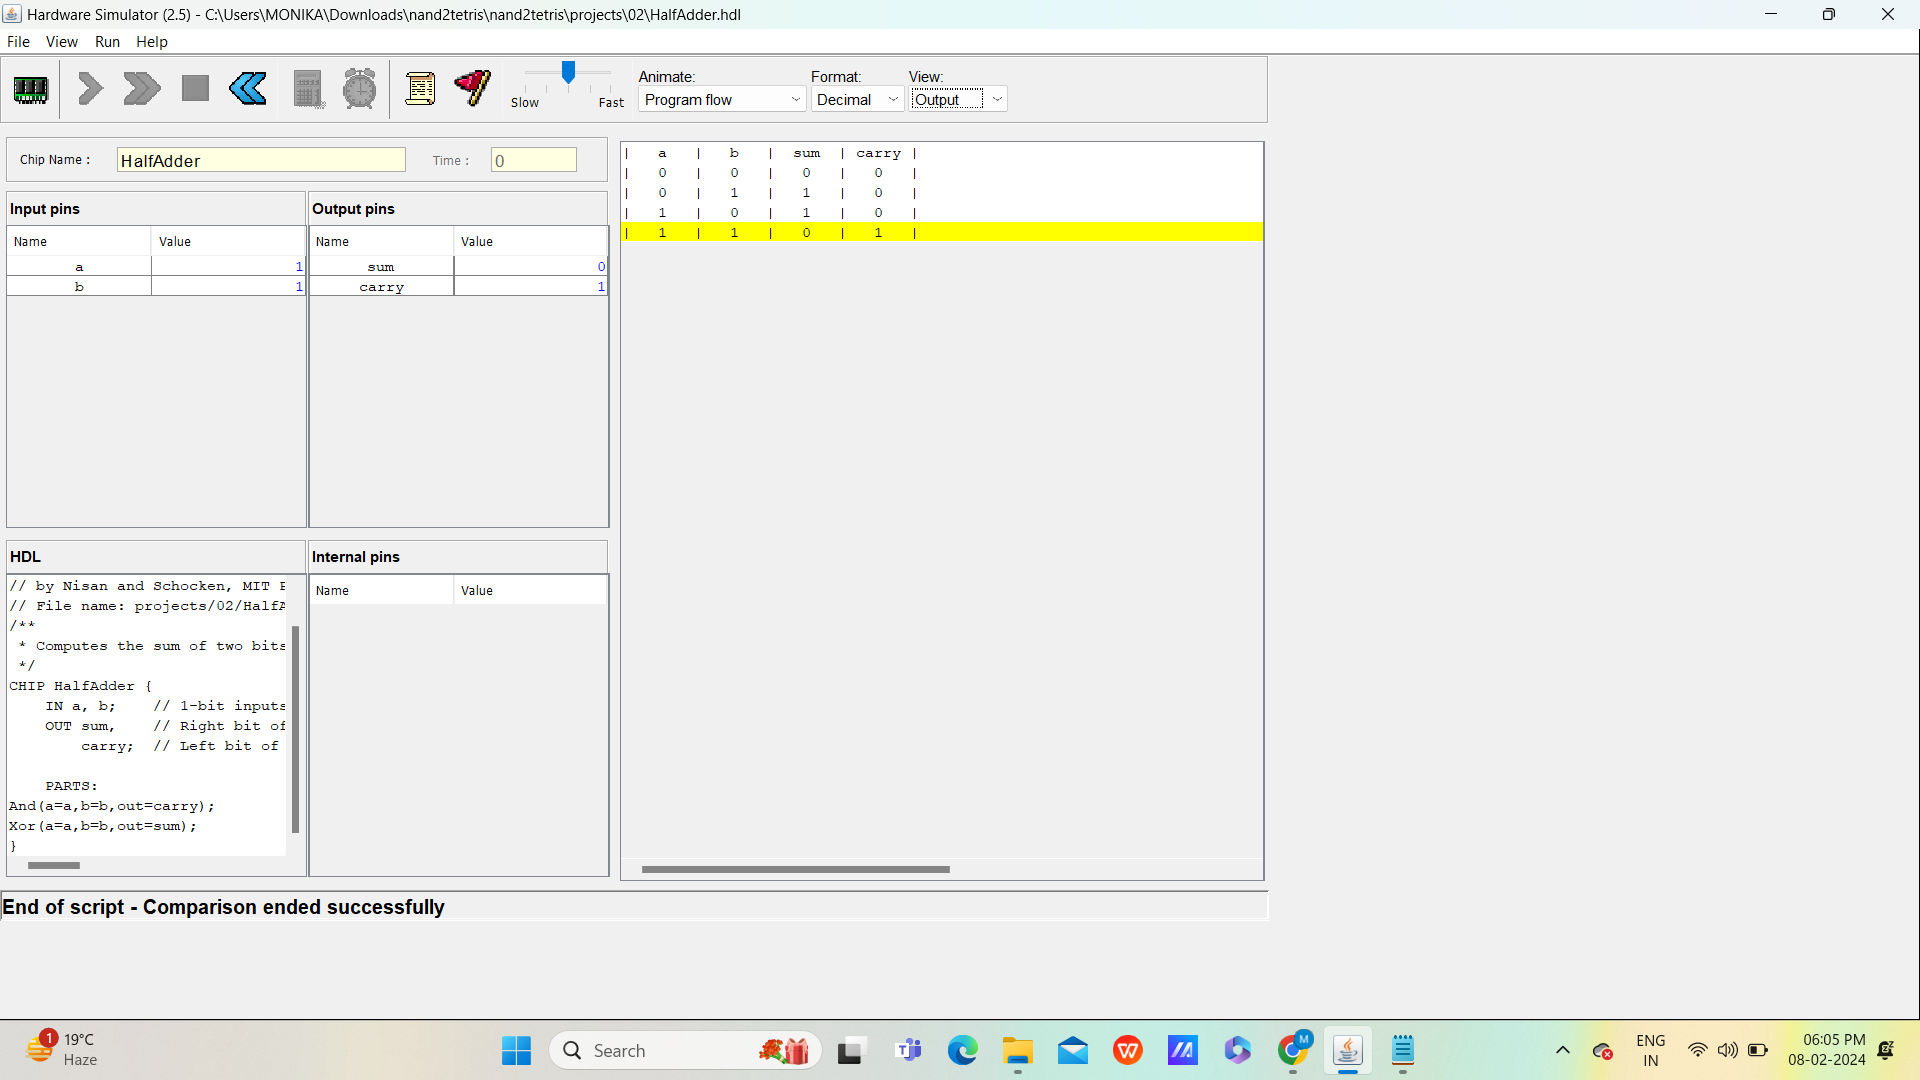 Hardware Simulator (2.5) - C:\Users\MONIKA\Downloads\nand2tetris\nand2tetris\projects\02\HalfAdder.hdl
File View Run Help
Slow Fast
Animate: Format: View:
Program flow Decimal Output
Chip Name : HalfAdder Time : 0
Input pins
Name Value
a 1
b 1
Output pins
Name Value
sum 0
carry 1
| a | b | sum | carry |
| 0 | 0 | 0 | 0 |
| 0 | 1 | 1 | 0 |
| 1 | 0 | 1 | 0 |
| 1 | 1 | 0 | 1 |
HDL
// by Nisan and Schocken, MIT P
// File name: projects/02/HalfA
/**
* Computes the sum of two bits
*/
CHIP HalfAdder {
IN a, b; // 1-bit inputs
OUT sum, // Right bit of
carry; // Left bit of
PARTS:
And(a=a,b=b,out=carry);
Xor(a=a,b=b,out=sum);
}
Internal pins
Name Value
End of script - Comparison ended successfully
1
19°C
Haze
Search
M
ENG
IN
06:05 PM
08-02-2024